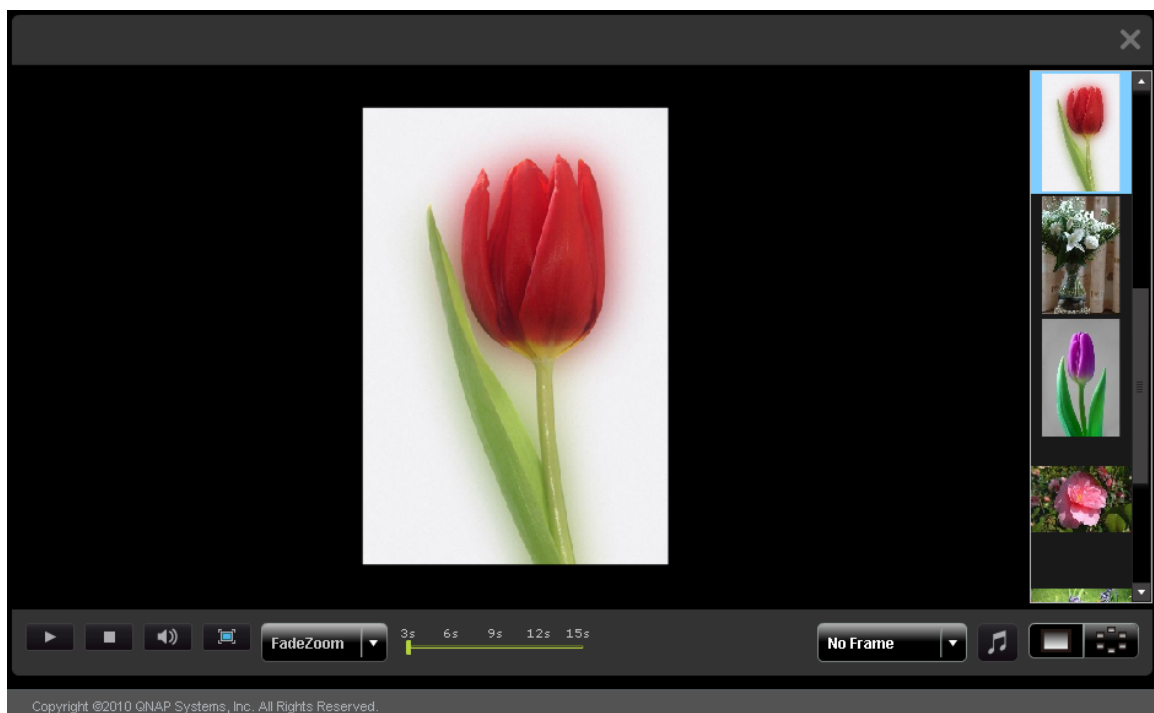 FadeZoom
3s 6s 9s 12s 15s
No Frame
Copyright ©2010 QNAP Systems, Inc. All Rights Reserved.